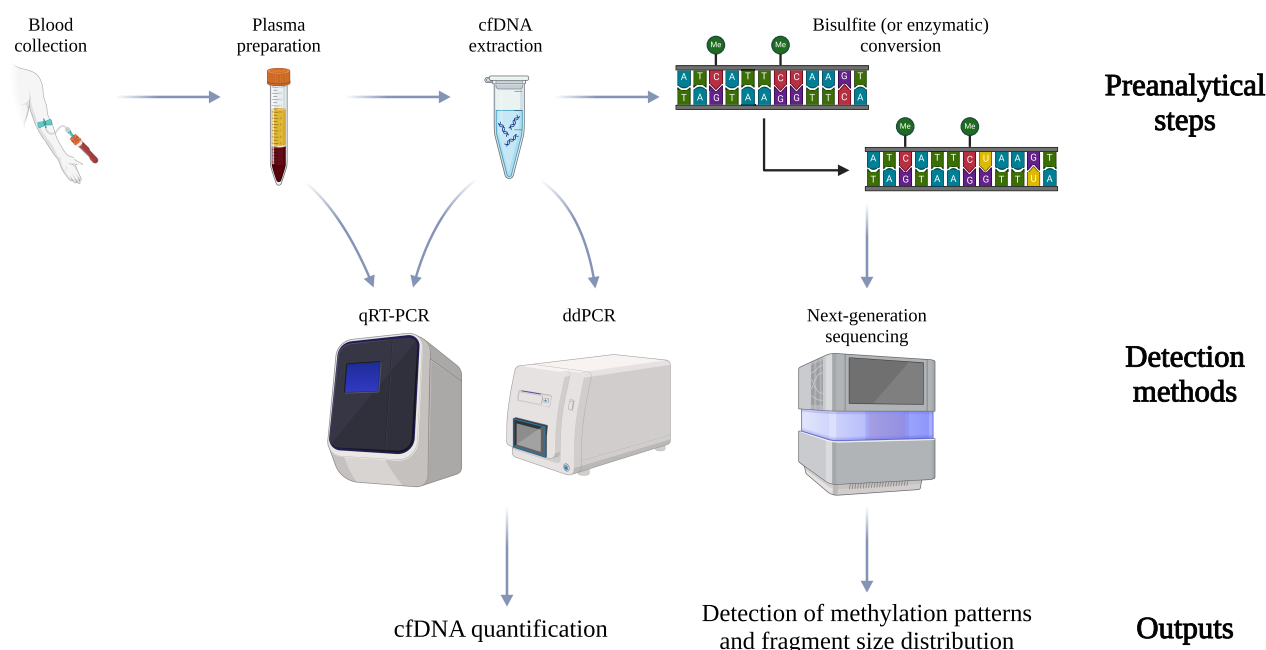 Blood
collection
Plasma
preparation
cfDNA
extraction
Bisulfite (or enzymatic)
conversion
Me Me
A T C A T T C C A A G T
T A G T A A G G T T C A
Me Me
A T C A T T C U A A G T
T A G T A A G G T T U A
Preanalytical
steps
qRT-PCR
ddPCR
Next-generation
sequencing
Detection
methods
cfDNA quantification
Detection of methylation patterns
and fragment size distribution
Outputs